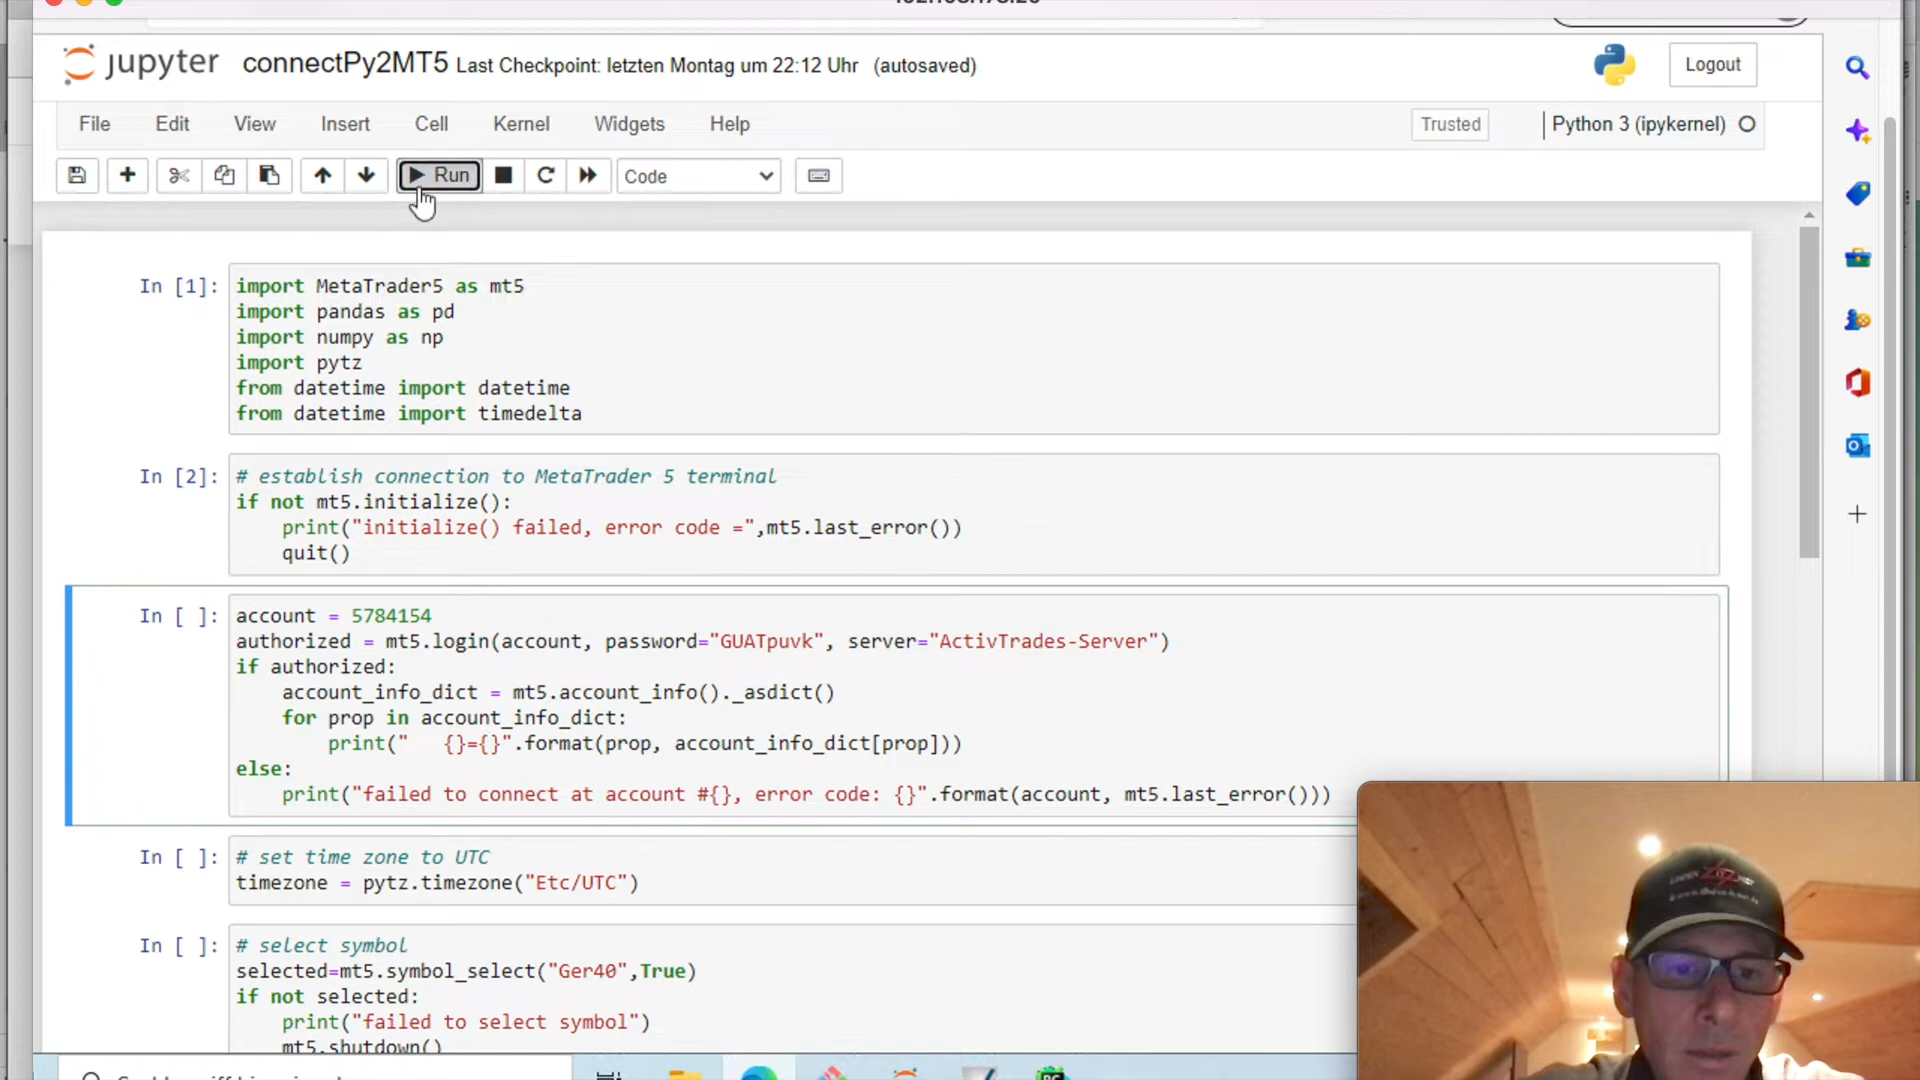 jupyter connectPy2MT5 Last Checkpoint: letzten Montag um 22:12 Uhr (autosaved)
Logout
File Edit View Insert Cell Kernel Widgets Help
Trusted
Python 3 (ipykernel)
Run
Code
In [1]:
import MetaTrader5 as mt5
import pandas as pd
import numpy as np
import pytz
from datetime import datetime
from datetime import timedelta
In [2]:
# establish connection to MetaTrader 5 terminal
if not mt5.initialize():
    print("initialize() failed, error code =",mt5.last_error())
    quit()
In [ ]:
account = 5784154
authorized = mt5.login(account, password="GUATpuvk", server="ActivTrades-Server")
if authorized:
    account_info_dict = mt5.account_info()._asdict()
    for prop in account_info_dict:
        print("   {}={}".format(prop, account_info_dict[prop]))
else:
    print("failed to connect at account #{}, error code: {}".format(account, mt5.last_error()))
In [ ]:
# set time zone to UTC
timezone = pytz.timezone("Etc/UTC")
In [ ]:
# select symbol
selected=mt5.symbol_select("Ger40",True)
if not selected:
    print("failed to select symbol")
    mt5.shutdown()